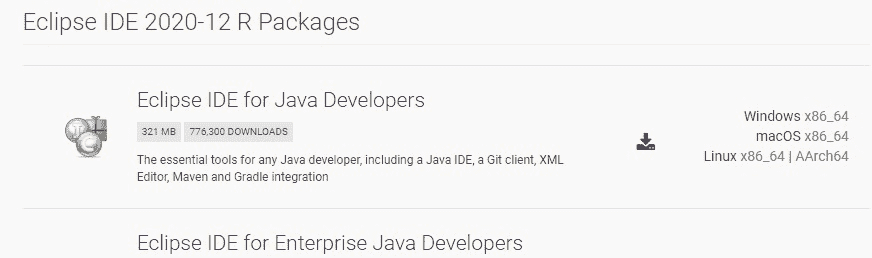 Eclipse IDE 2020-12 R Packages
Eclipse IDE for Java Developers
321 MB 776,300 DOWNLOADS
The essential tools for any Java developer, including a Java IDE, a Git client, XML
Editor, Maven and Gradle integration
Windows x86_64
macOS x86_64
Linux x86_64 | AArch64
Eclipse IDE for Enterprise Java Developers